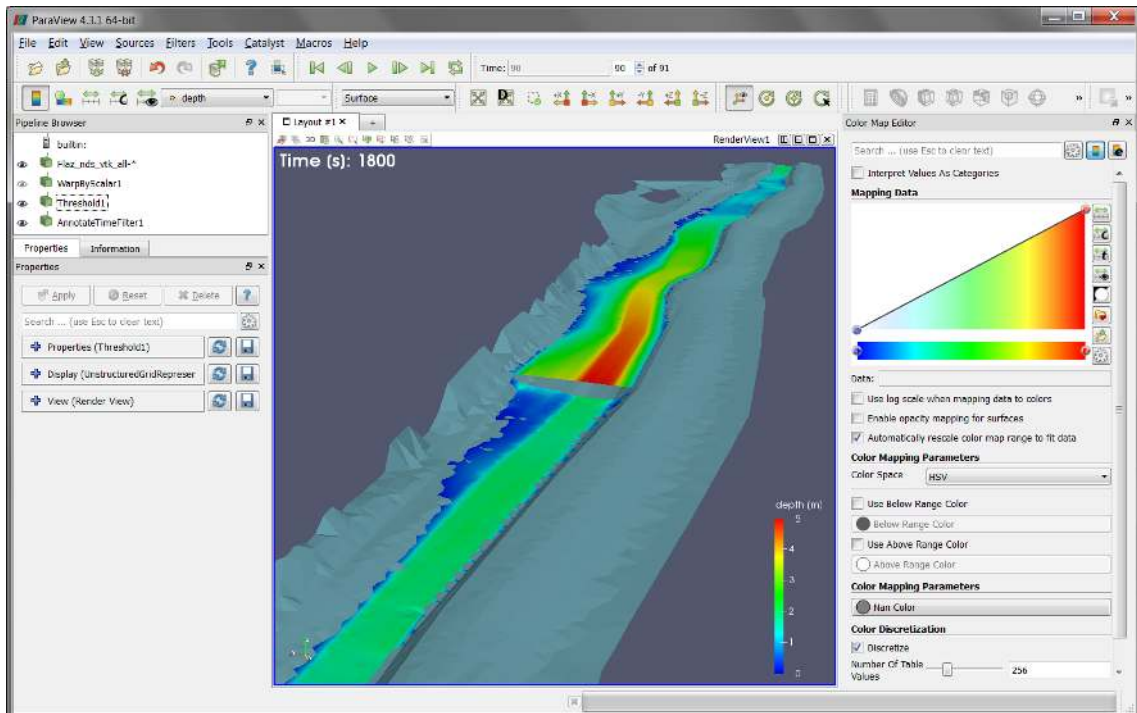 ParaView 4.3.1 64-bit
File Edit View Sources Filters Tools Catalyst Macros Help
Time: 90 90 of 91
depth Surface
Pipeline Browser
builtin:
WarpByScalar1
Threshold1
AnnotateTimeFilter1
Properties Information
Properties
Apply Reset Delete ?
Search ... (use Esc to clear text)
Properties (Threshold1)
Display (UnstructuredGridRepreser
View (Render View)
Layout #1
RenderView1
Time (s): 1800
depth (m)
5
4
3
2
1
0
Color Map Editor
Search ... (use Esc to clear text)
Interpret Values As Categories
Mapping Data
Data:
Use log scale when mapping data to colors
Enable opacity mapping for surfaces
Automatically rescale color map range to fit data
Color Mapping Parameters
Color Space HSV
Use Below Range Color
Below Range Color
Use Above Range Color
Above Range Color
Color Mapping Parameters
Nan Color
Color Discretization
Discretize
Number Of Table Values 256